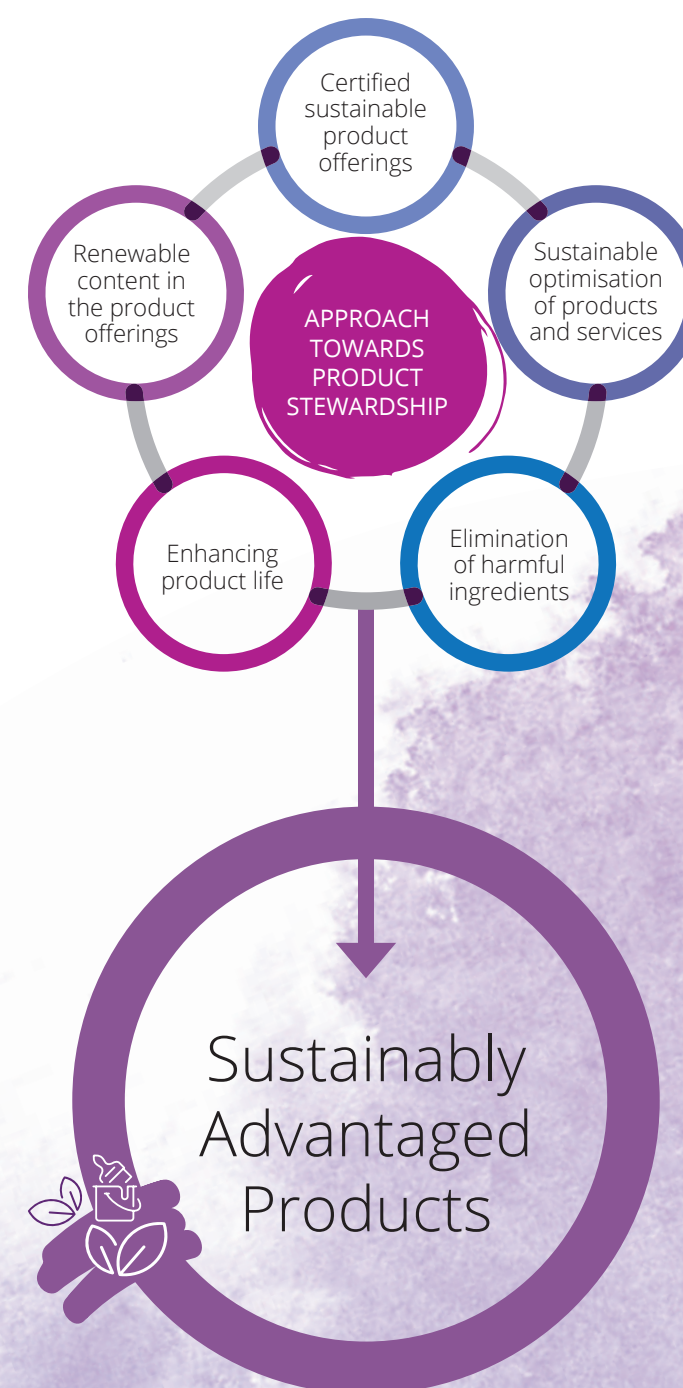 Certified
sustainable
product
offerings
Renewable
content in
the product
offerings
Sustainable
optimisation
of products
and services
APPROACH
TOWARDS
PRODUCT
STEWARDSHIP
Enhancing
product life
Elimination
of harmful
ingredients
Sustainably
Advantaged
Products